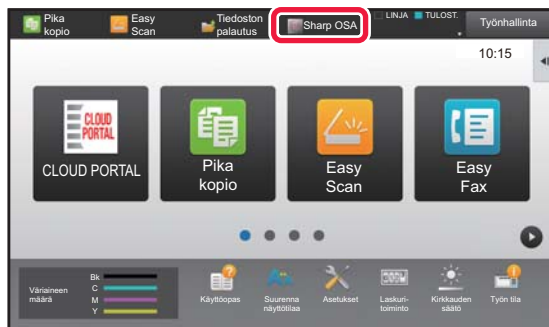 Pika
kopio
Easy
Scan
Tiedoston
palautus
Sharp OSA
LINJA
TULOST.
Työnhallinta
10:15
CLOUD
PORTAL
CLOUD PORTAL
Pika
kopio
Easy
Scan
Easy
Fax
Väriaineen
määrä
Bk
C
M
Y
Käyttöopas
Suurenna
näyttötilaa
Asetukset
Laskuri-
toiminto
Kirkkauden
säätö
Työn tila